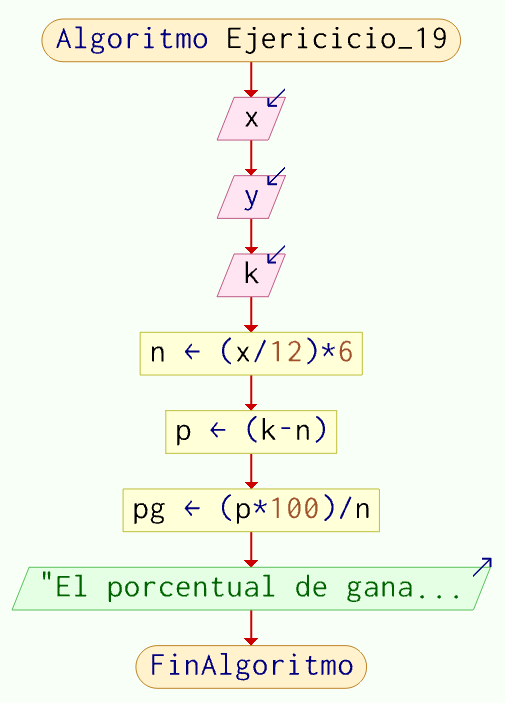 Algoritmo Ejericicio_19
x
y
k
n ← (x/12)*6
p ← (k-n)
pg ← (p*100)/n
"El porcentual de gana...
FinAlgoritmo